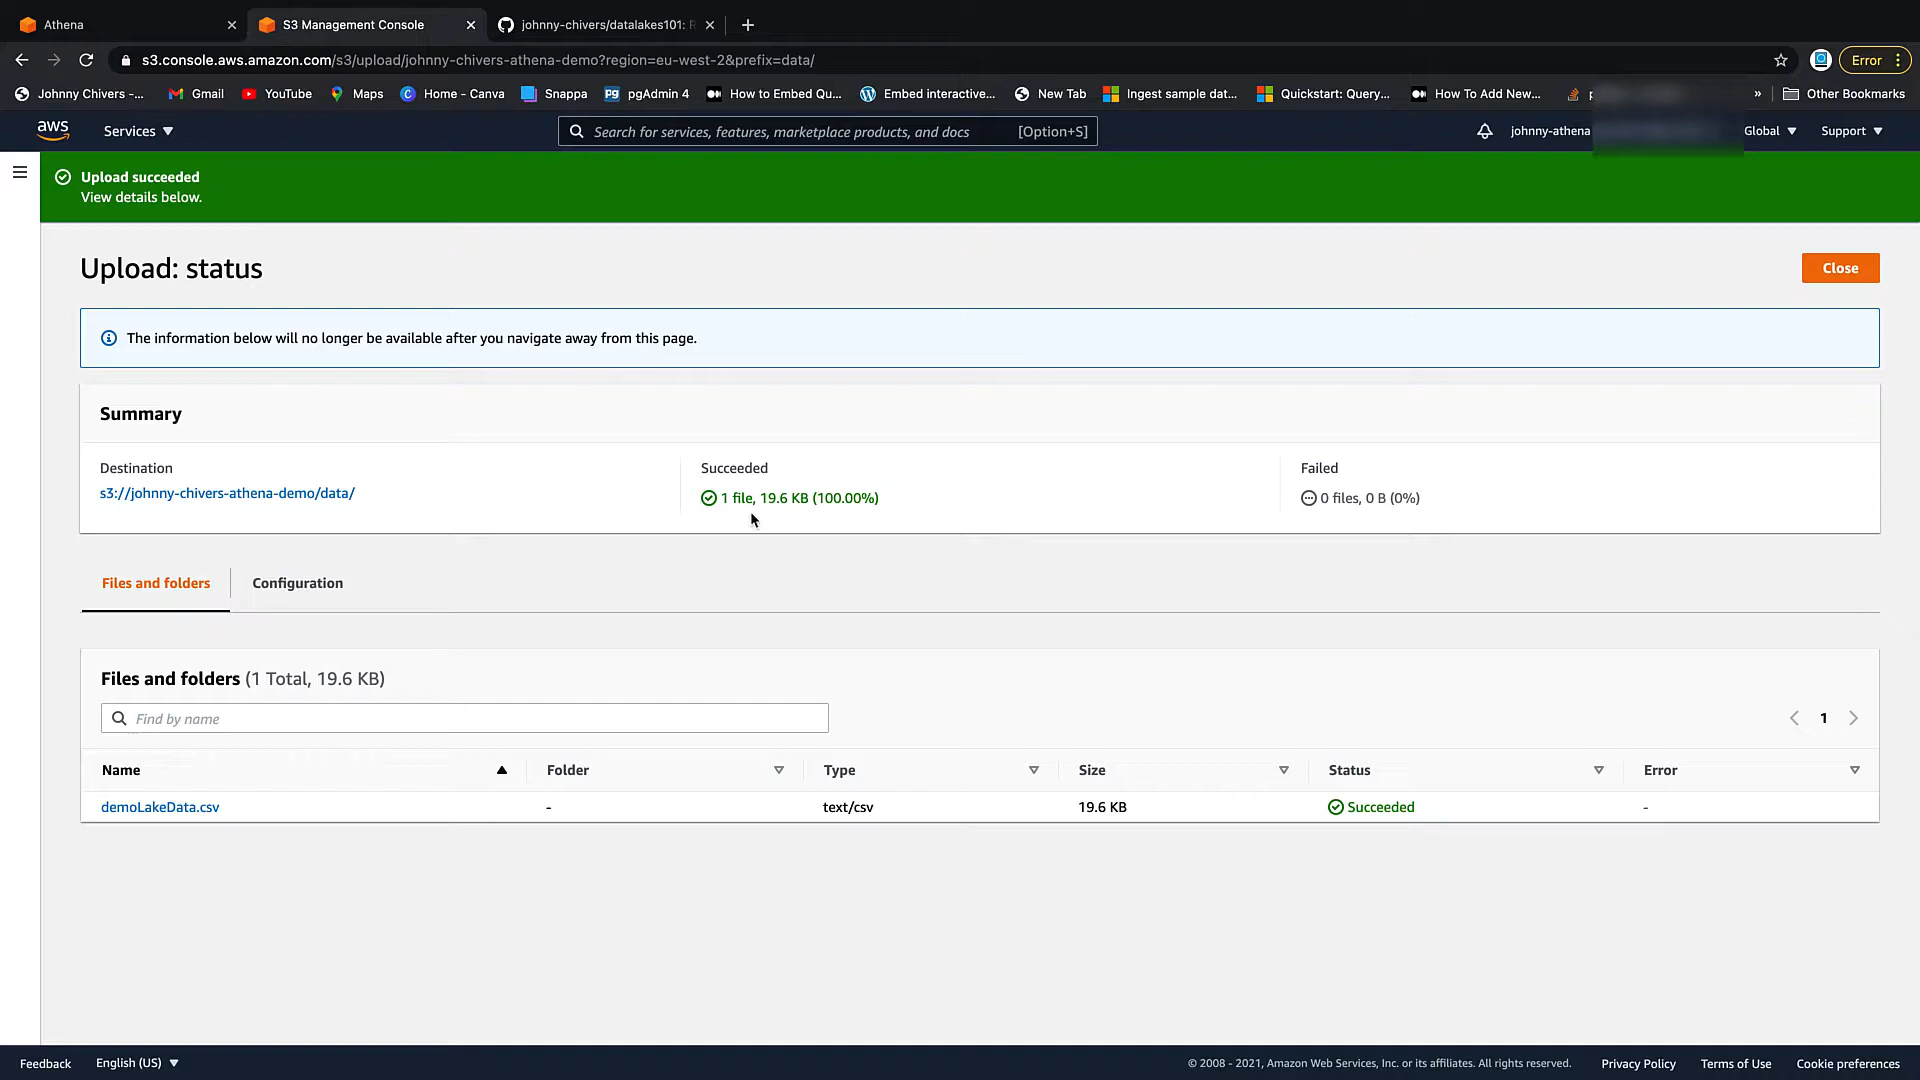 Athena
S3 Management Console
johnny-chivers/datalakes101: R
s3.console.aws.amazon.com/s3/upload/johnny-chivers-athena-demo?region=eu-west-2&prefix=data/
Error
Johnny Chivers -...
Gmail
YouTube
Maps
Home - Canva
Snappa
pgAdmin 4
How to Embed Qu...
Embed interactive...
New Tab
Ingest sample dat...
Quickstart: Query...
How To Add New...
»
Other Bookmarks
aws
Services
Search for services, features, marketplace products, and docs
[Option+S]
johnny-athena
Global
Support
Upload succeeded
View details below.
Upload: status
Close
The information below will no longer be available after you navigate away from this page.
Summary
Destination
s3://johnny-chivers-athena-demo/data/
Succeeded
1 file, 19.6 KB (100.00%)
Failed
0 files, 0 B (0%)
Files and folders
Configuration
Files and folders (1 Total, 19.6 KB)
Find by name
1
Name Folder Type Size Status Error
demoLakeData.csv - text/csv 19.6 KB Succeeded -
Feedback
English (US)
© 2008 - 2021, Amazon Web Services, Inc. or its affiliates. All rights reserved.
Privacy Policy
Terms of Use
Cookie preferences